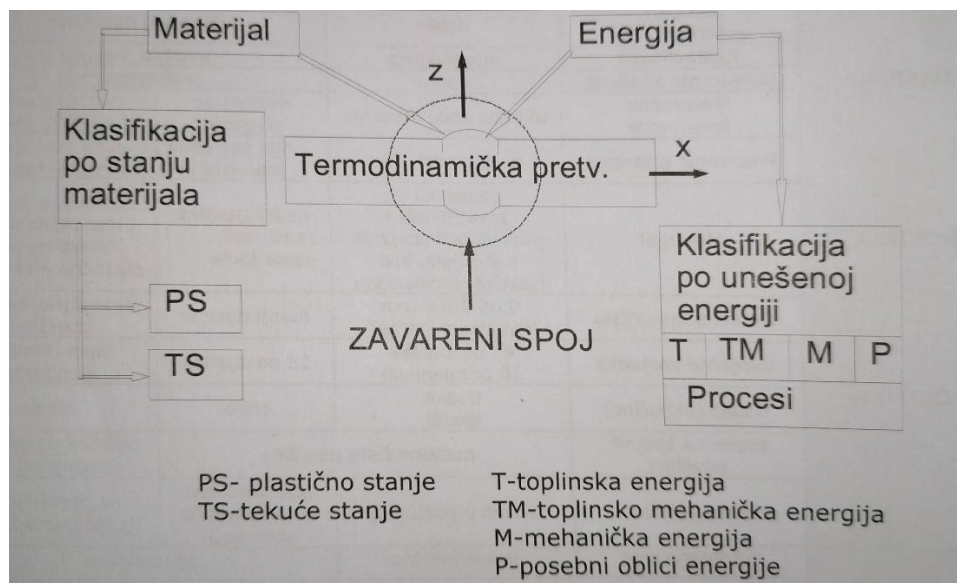 Materijal
Energija
z
Klasifikacija
po stanju
materijala
Termodinamička pretv.
x
Klasifikacija
po unešenoj
energiji
PS
TS
ZAVARENI SPOJ
T TM M P
Procesi
PS- plastično stanje
TS-tekuće stanje
T-toplinska energija
TM-toplinsko mehanička energija
M-mehanička energija
P-posebni oblici energije